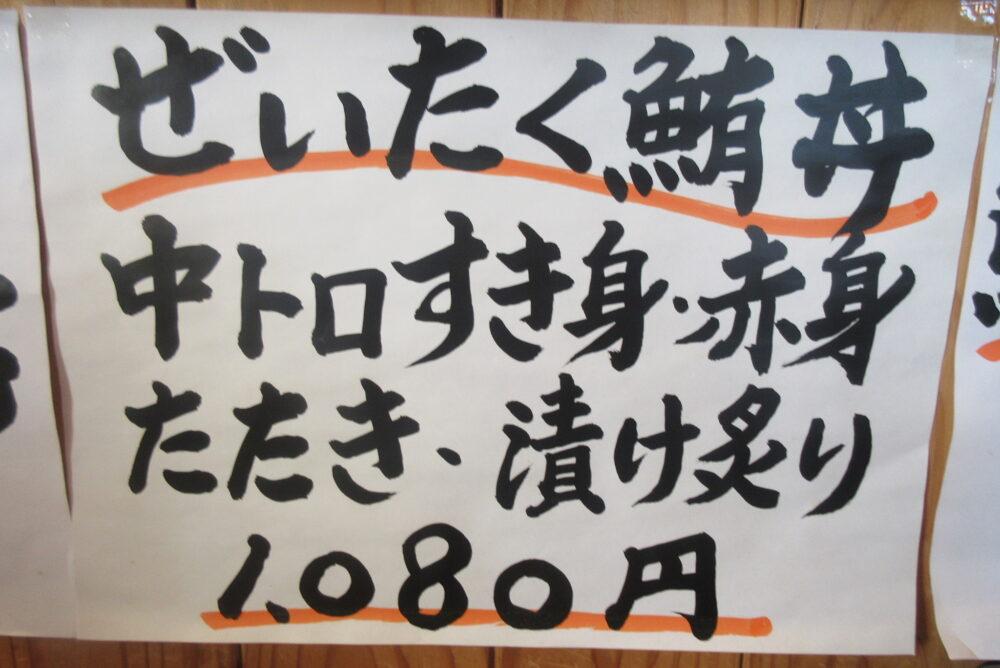 ぜいたく鮪丼
中トロすき身・赤身
たたき、漬け炙り
1.080円